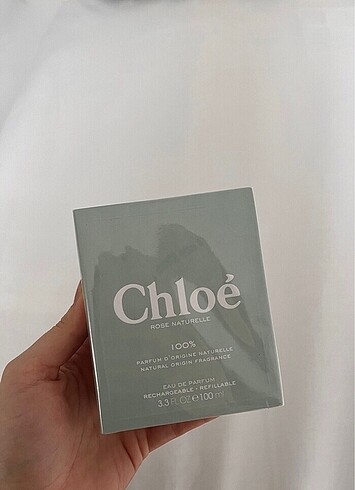 Chloé
ROSE NATURELLE
100%
PARFUM D'ORIGINE NATURELLE
NATURAL ORIGIN FRAGRANCE
EAU DE PARFUM
RECHARGEABLE - REFILLABLE
3.3 FL.OZ ℮ 100 ml